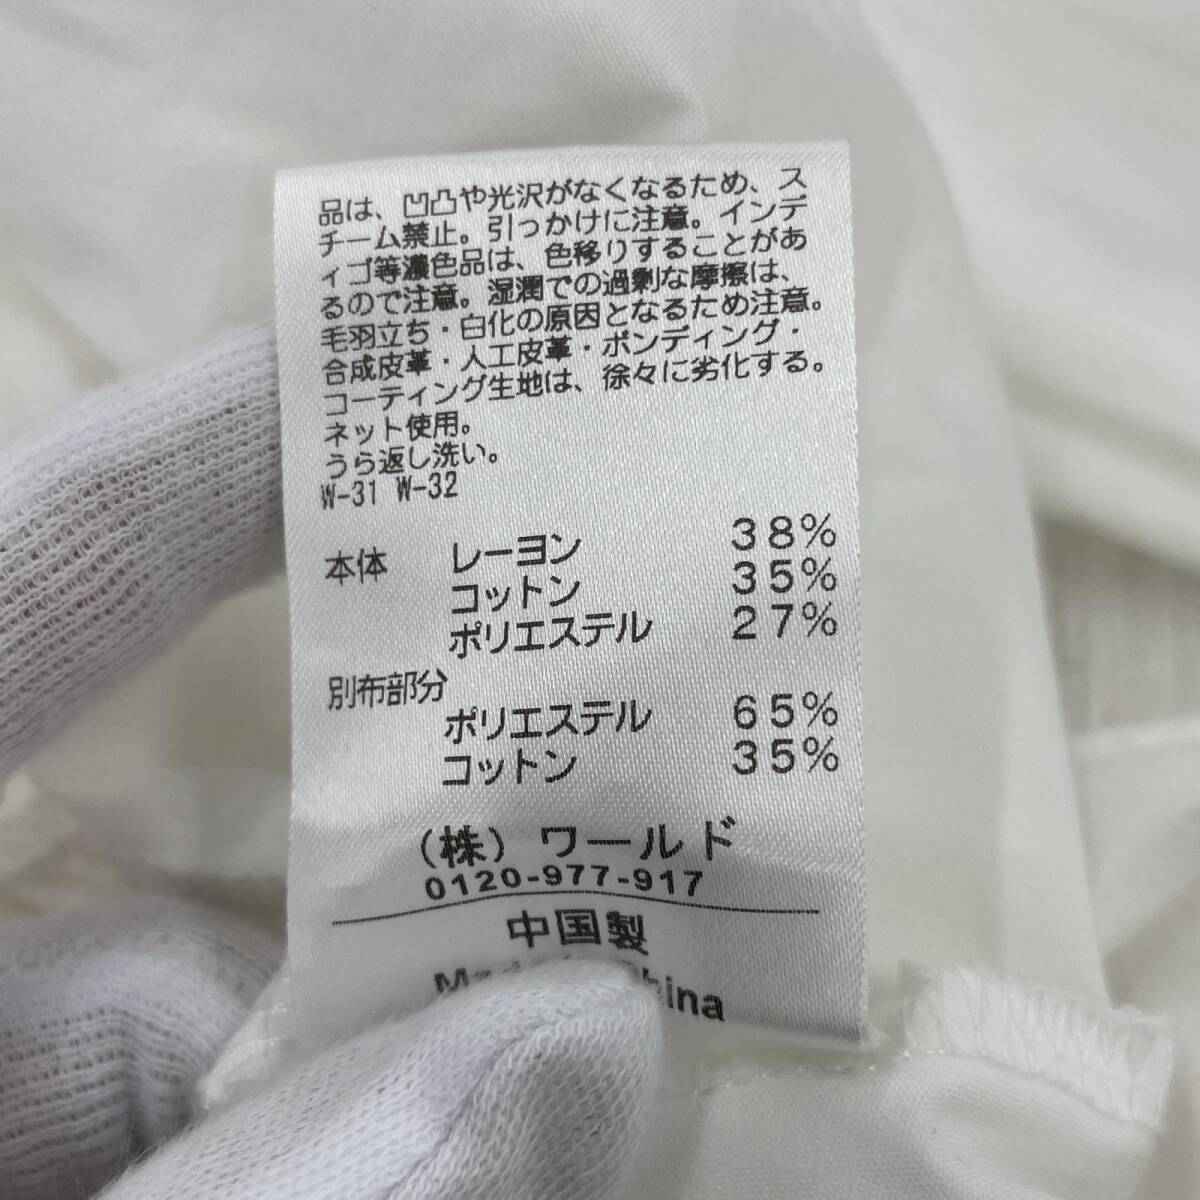 品は、凹凸や光沢がなくなるため、ス
チーム禁止。引っかけに注意。インデ
ィゴ等濃色品は、色移りすることがあ
るので注意。湿潤での過剰な摩擦は、
毛羽立ち・白化の原因となるため注意。
合成皮革・人工皮革・ボンディング・
コーティング生地は、徐々に劣化する。
ネット使用。
うら返し洗い。
W-31 W-32
本体 レーヨン 38%
コットン 35%
ポリエステル 27%
別布部分
ポリエステル 65%
コットン 35%
(株) ワールド
0120-977-917
中国製